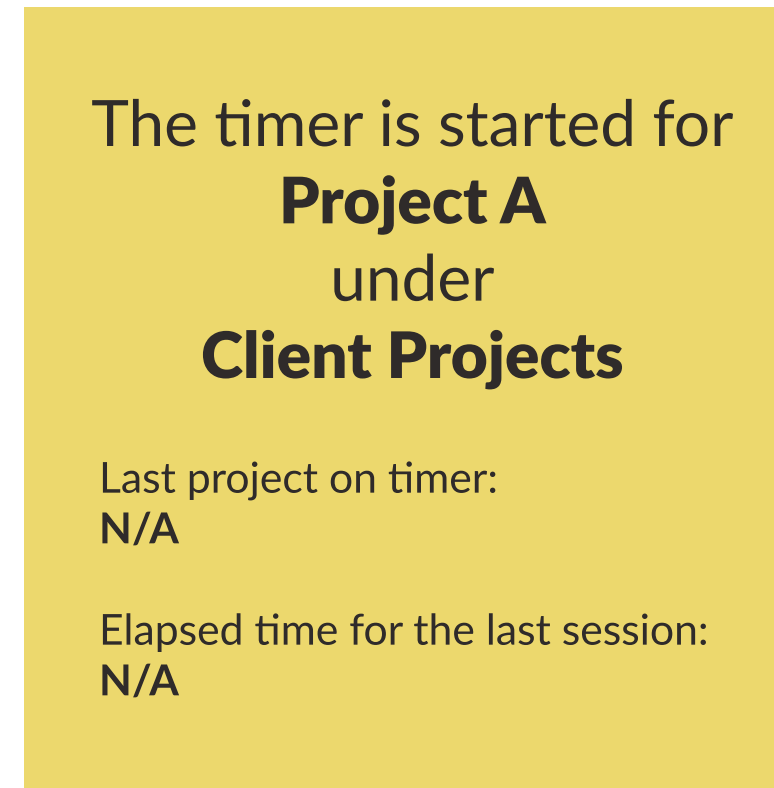 The timer is started for
Project A
under
Client Projects
Last project on timer:
N/A
Elapsed time for the last session:
N/A